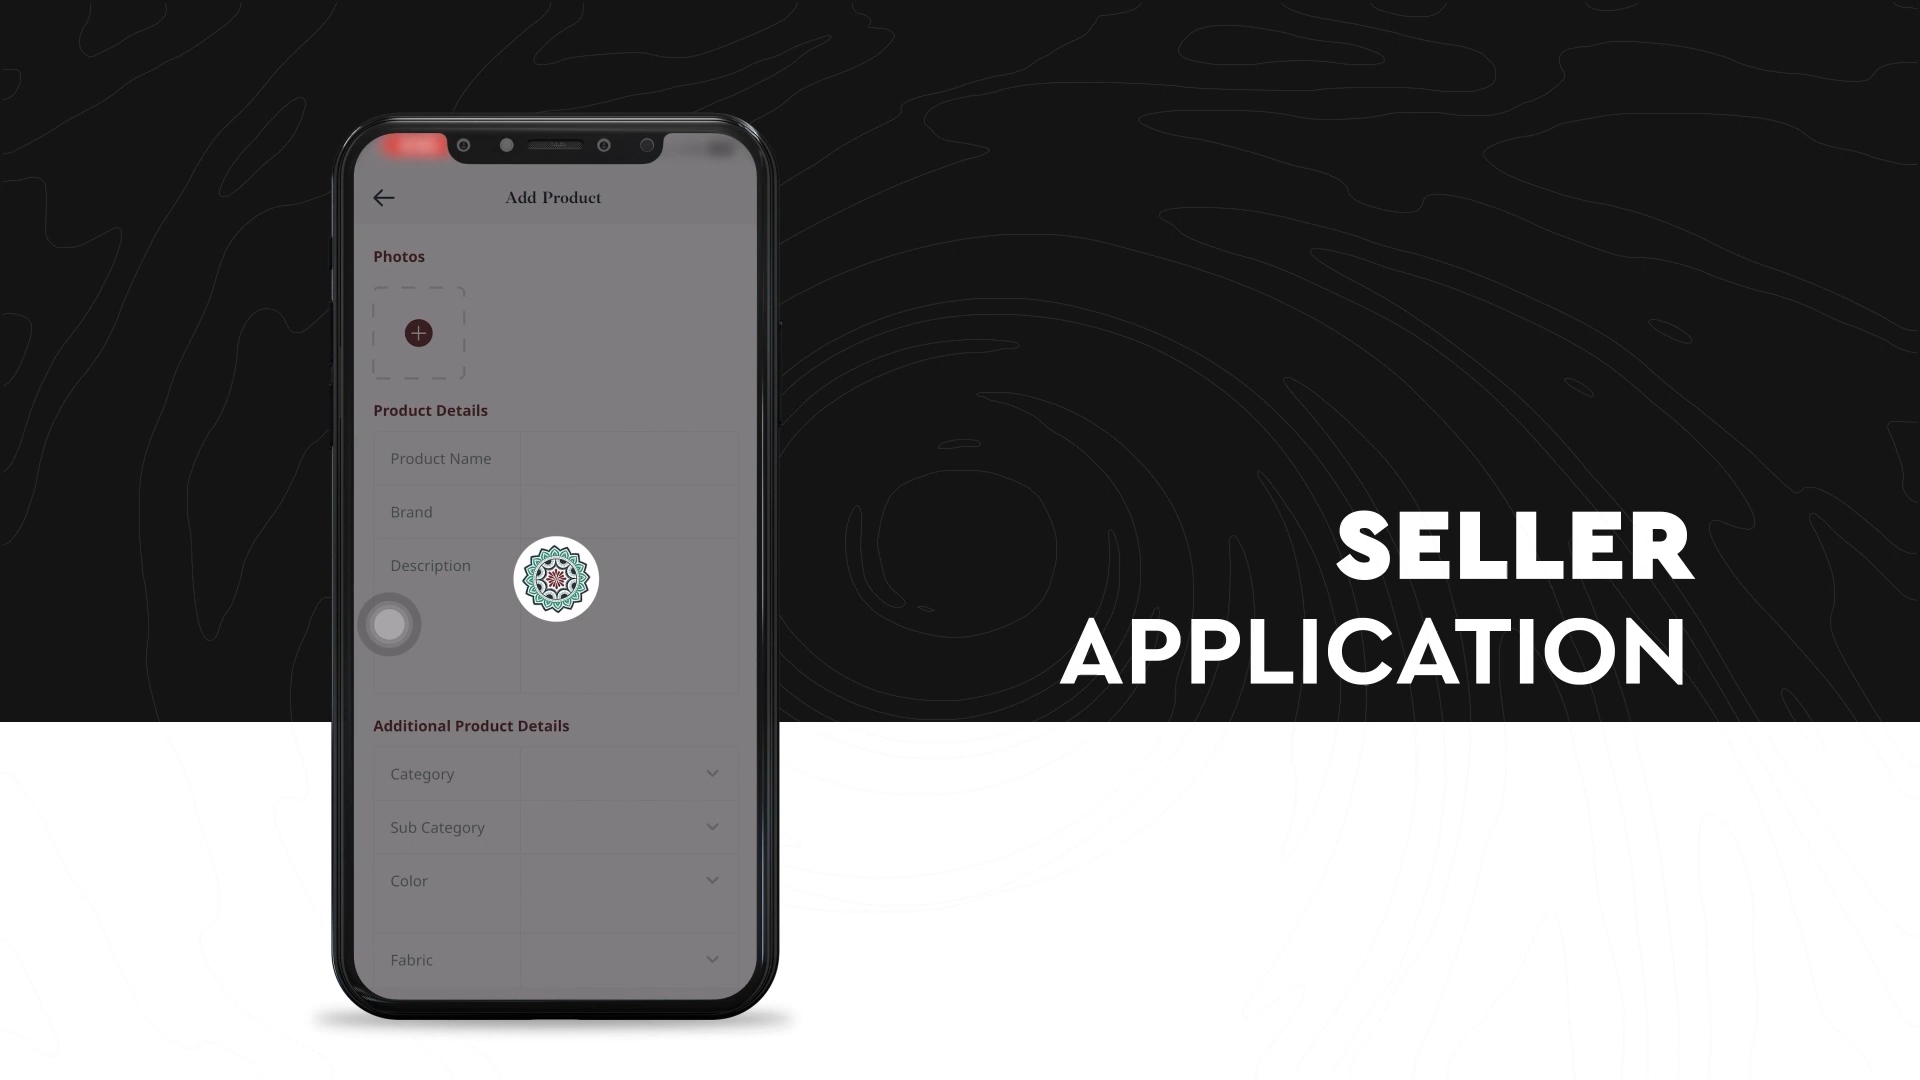 Add Product
Photos
Product Details
Product Name
Brand
Description
Additional Product Details
Category
Sub Category
Color
Fabric
SELLER
APPLICATION